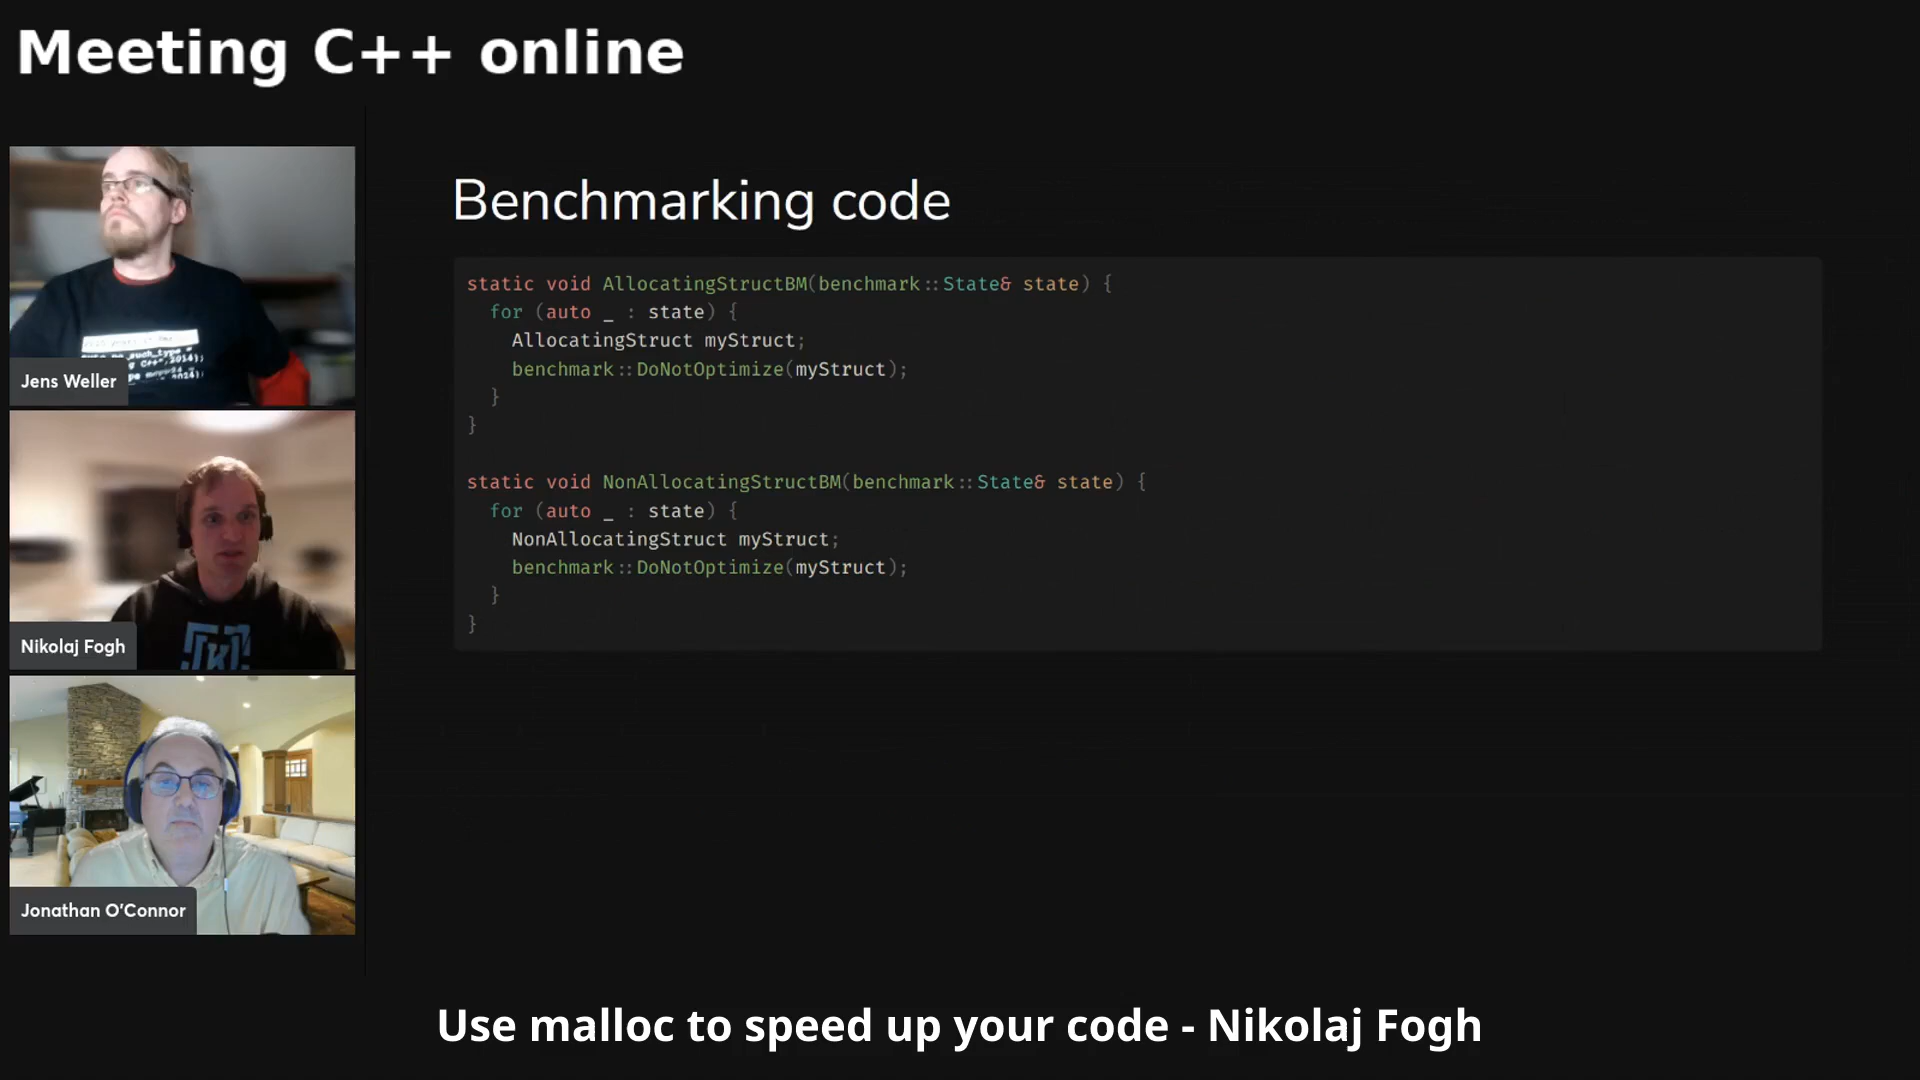 Meeting C++ online
Jens Weller
Nikolaj Fogh
Jonathan O'Connor
Benchmarking code
static void AllocatingStructBM(benchmark::State& state) {
for (auto _ : state) {
AllocatingStruct myStruct;
benchmark::DoNotOptimize(myStruct);
}
}
static void NonAllocatingStructBM(benchmark::State& state) {
for (auto _ : state) {
NonAllocatingStruct myStruct;
benchmark::DoNotOptimize(myStruct);
}
}
Use malloc to speed up your code - Nikolaj Fogh